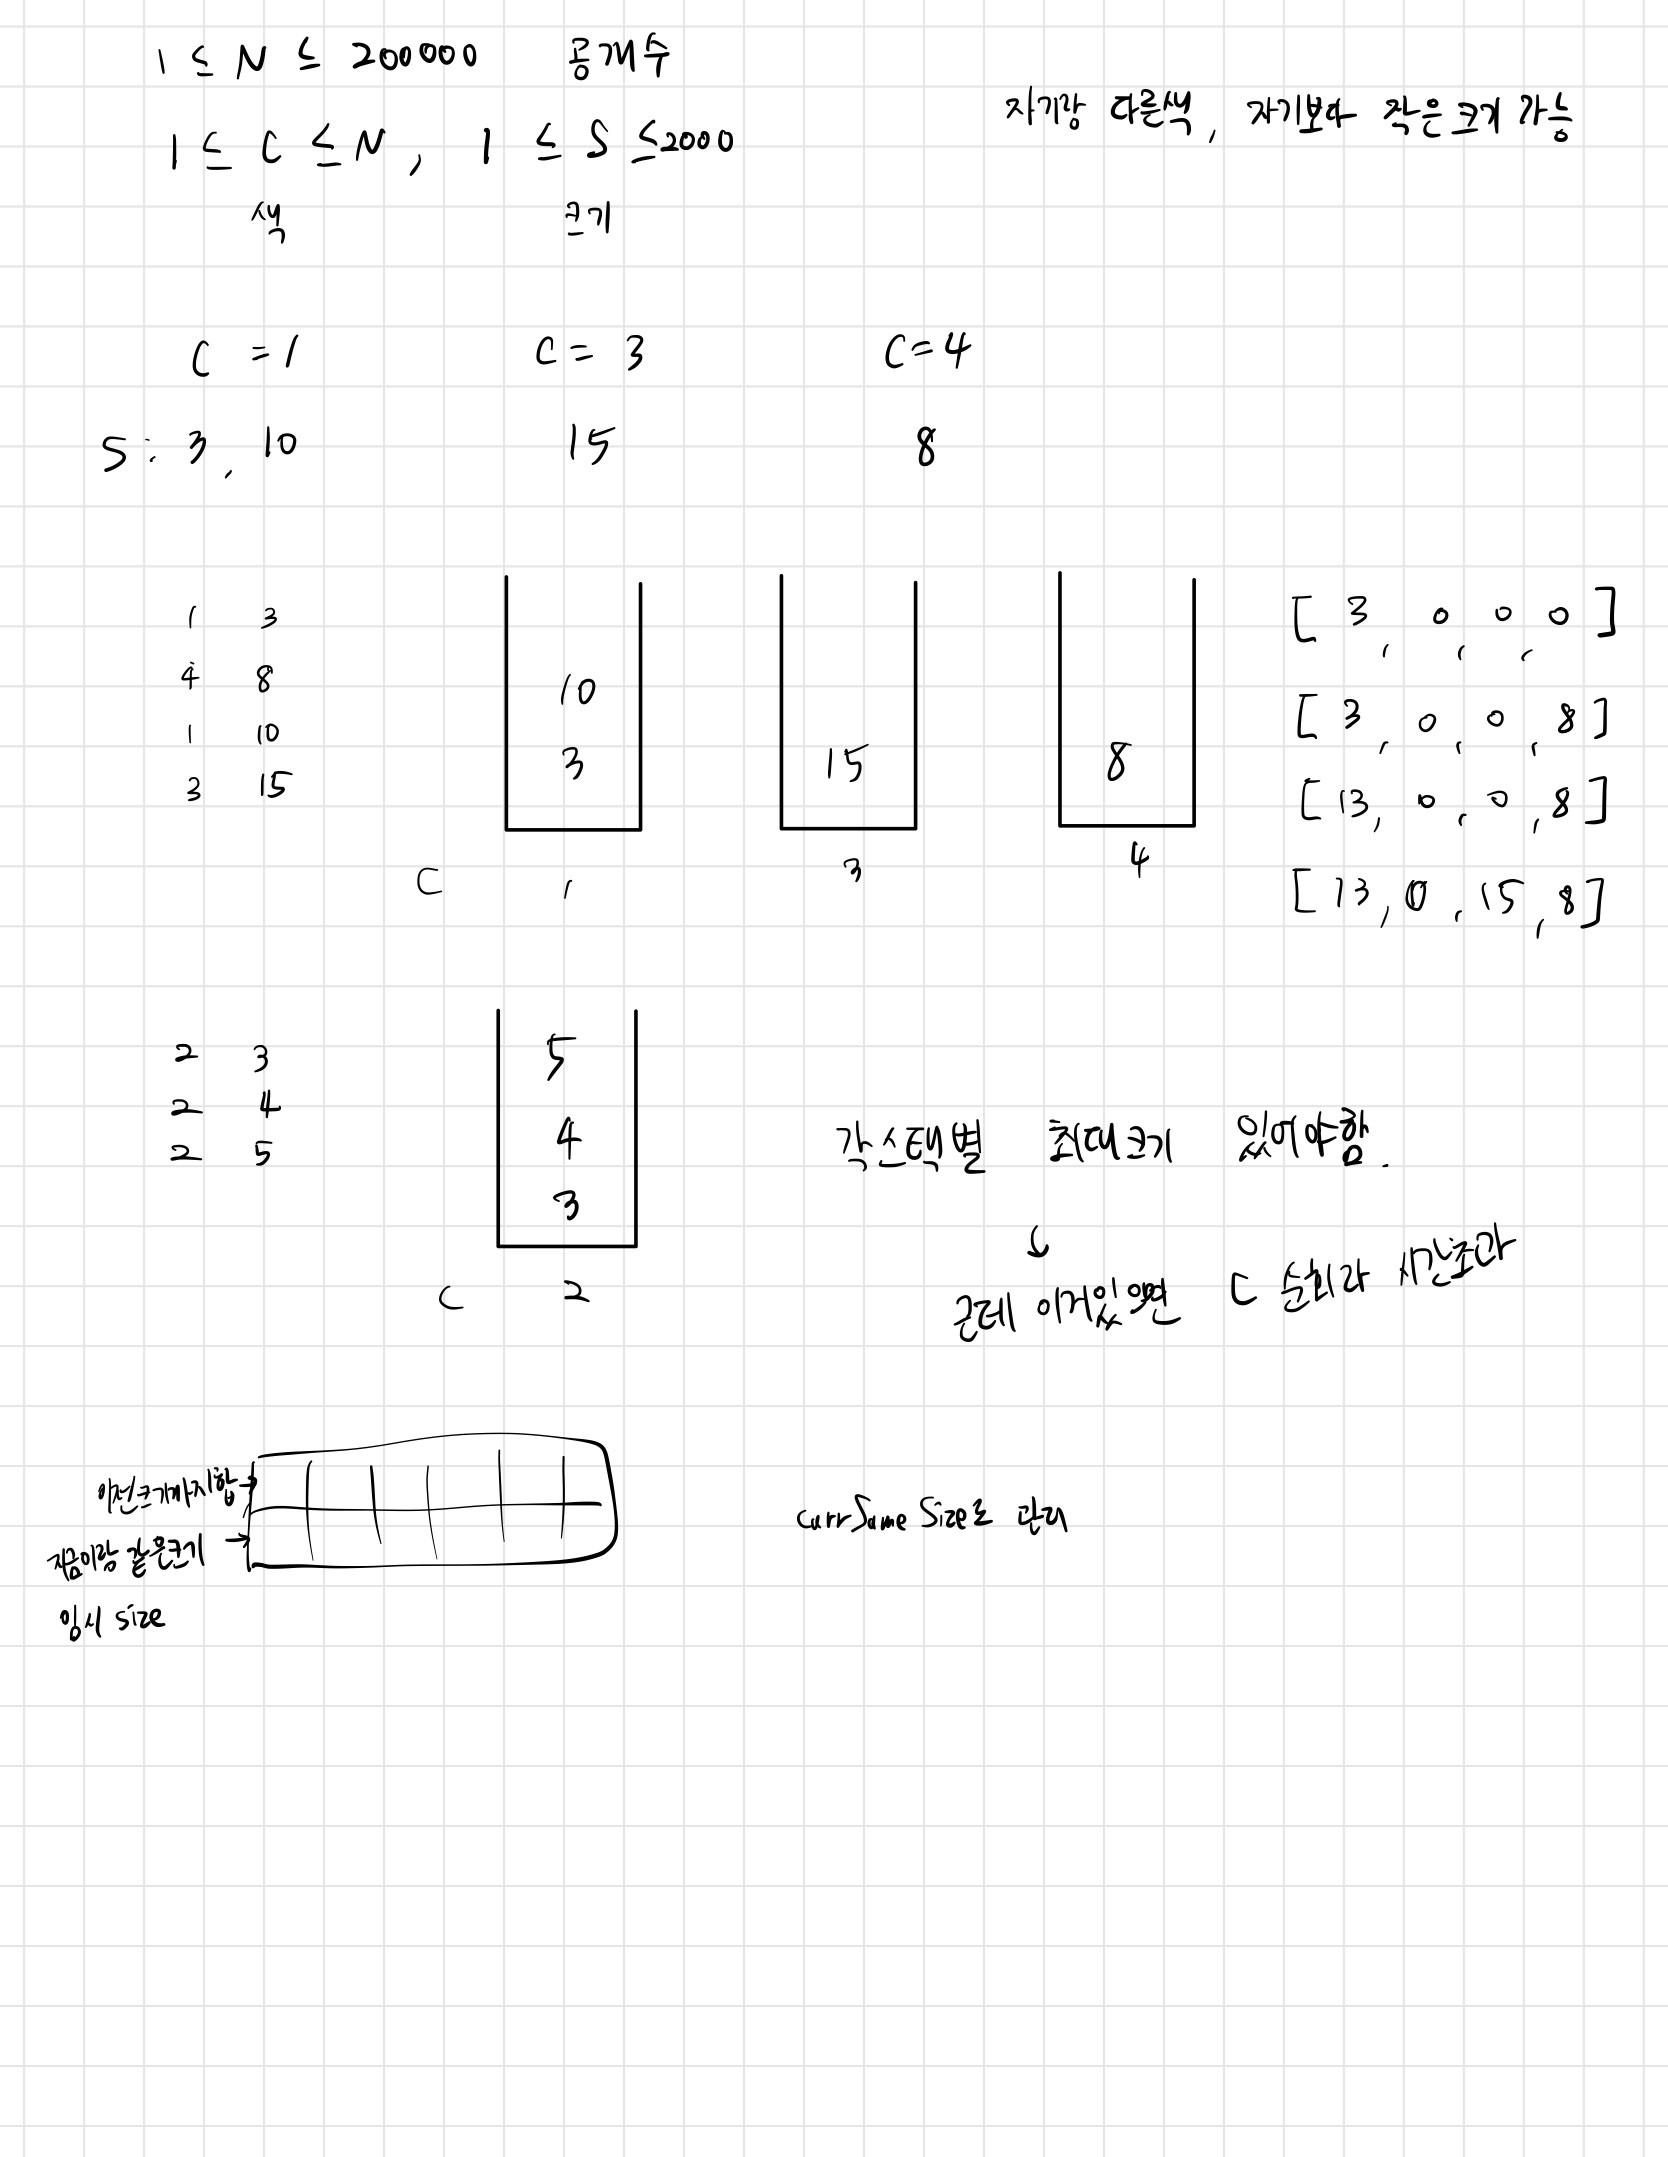 1 ≤ N ≤ 200000 공개수
자기랑 다른색, 자기보다 작은크기 가능
1 ≤ C ≤ N, 1 ≤ S ≤ 2000
색 크기
C = 1 C = 3 C = 4
S : 3, 10 15 8
1 3
4 8
1 10
3 15
10
3
15
8
C 1 3 4
[ 3, 0, 0, 0 ]
[ 3, 0, 0, 8 ]
[ 13, 0, 0, 8 ]
[ 13, 0, 15, 8 ]
2 3
2 4
2 5
5
4
3
C 2
각 스택별 최대크기 있어야함.
↓
근데 이거있으면 C 순회라 시간초과
이전크기까지합 →
지금이랑 같은크기 →
임시 size
currSameSize로 관리